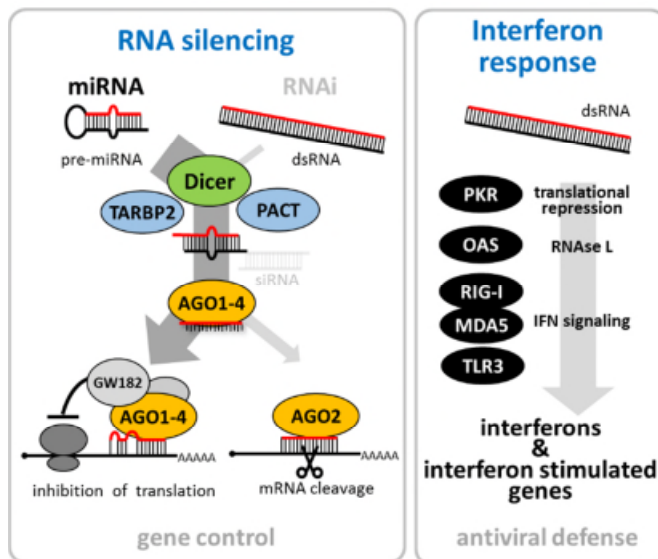 RNA silencing
miRNA
RNAi
pre-miRNA
dsRNA
Dicer
TARBP2
PACT
siRNA
AGO1-4
GW182
AGO1-4
AAAAA
inhibition of translation
AGO2
AAAAA
mRNA cleavage
gene control
Interferon
response
dsRNA
PKR
translational
repression
OAS
RNAse L
RIG-I
MDA5
IFN signaling
TLR3
interferons
&
interferon stimulated
genes
antiviral defense